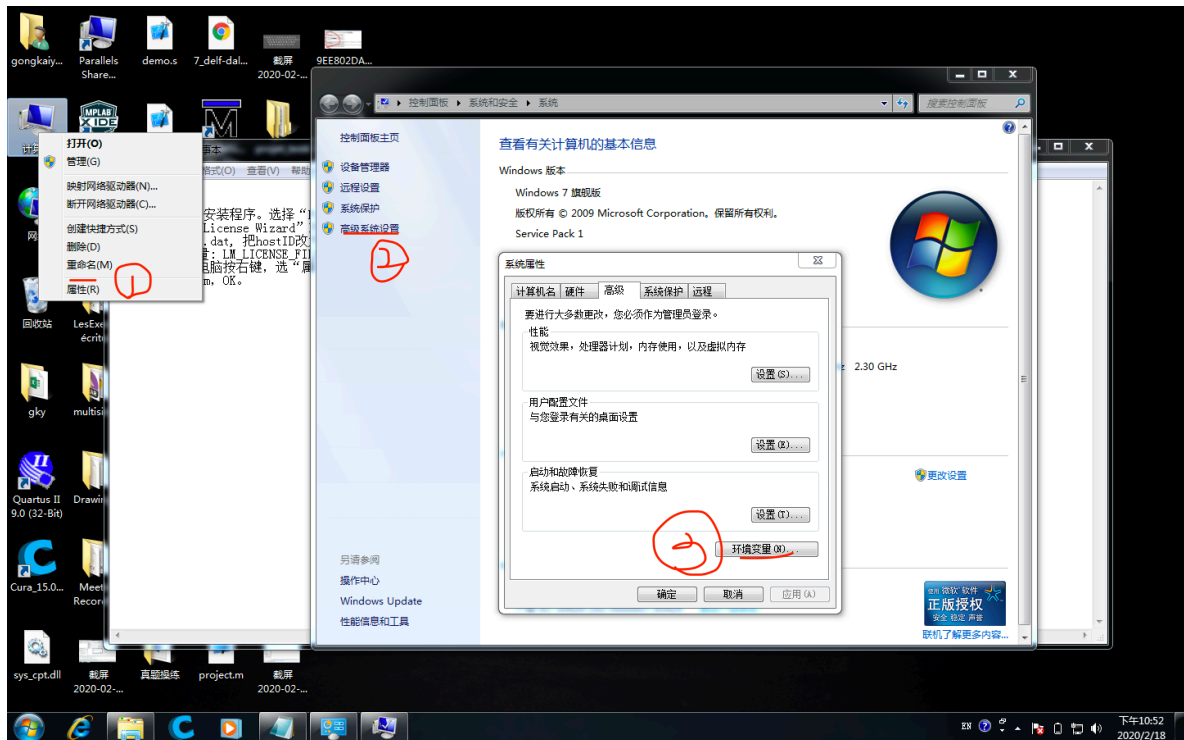 gongkaiy...
Parallels
Share...
demo.s
7_delf-dal...
截屏
2020-02-...
9EE802DA...
MPLAB
X IDE
打开(O)
管理(G)
映射网络驱动器(N)...
断开网络驱动器(C)...
创建快捷方式(S)
删除(D)
重命名(M)
属性(R)
1
回收站
LesExe
écrit
gky
multisi
Quartus II
9.0 (32-Bit)
Drawin
Cura_15.0...
Meet
Recor
sys_cpt.dll
截屏
2020-02-...
真题操练
project.m
截屏
2020-02-...
格式(O) 查看(V) 帮助
安装程序。选择“
License Wizard”
.dat, 把hostID改
量: LM_LICENSE_FI
电脑按右键, 选“属
m, OK。
控制面板 系统和安全 系统
搜索控制面板
控制面板主页
设备管理器
远程设置
系统保护
高级系统设置
2
另请参阅
操作中心
Windows Update
性能信息和工具
查看有关计算机的基本信息
Windows 版本
Windows 7 旗舰版
版权所有 © 2009 Microsoft Corporation。保留所有权利。
Service Pack 1
2.30 GHz
更改设置
使用 微软 软件
正版授权
安全 稳定 声誉
联机了解更多内容...
系统属性
计算机名 硬件 高级 系统保护 远程
要进行大多数更改，您必须作为管理员登录。
性能
视觉效果，处理器计划，内存使用，以及虚拟内存
设置(S)...
用户配置文件
与您登录有关的桌面设置
设置(E)...
启动和故障恢复
系统启动、系统失败和调试信息
设置(T)...
3
环境变量(N)...
确定 取消 应用(A)
EN
下午10:52
2020/2/18